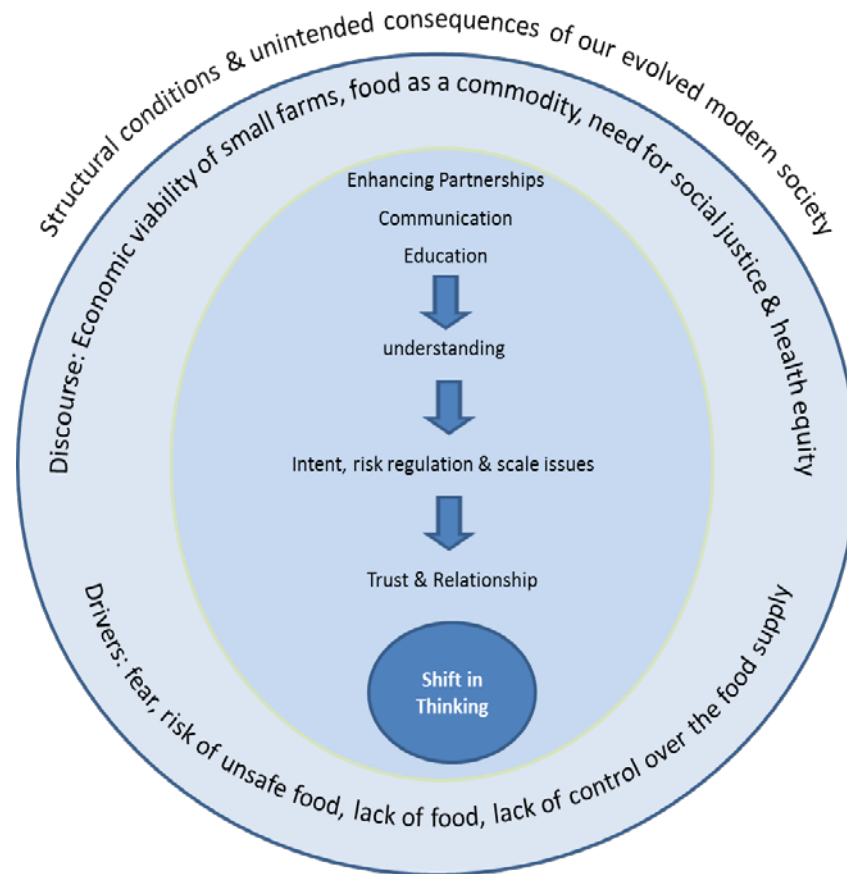 Structural conditions & unintended consequences of our evolved modern society
Discourse: Economic viability of small farms, food as a commodity, need for social justice & health equity
Enhancing Partnerships
Communication
Education
understanding
Intent, risk regulation & scale issues
Trust & Relationship
Shift in
Thinking
Drivers: fear, risk of unsafe food, lack of food, lack of control over the food supply